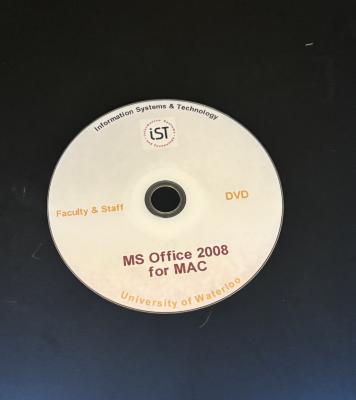 Information Systems & Technology
iST
Faculty & Staff
DVD
MS Office 2008
for MAC
University of Waterloo